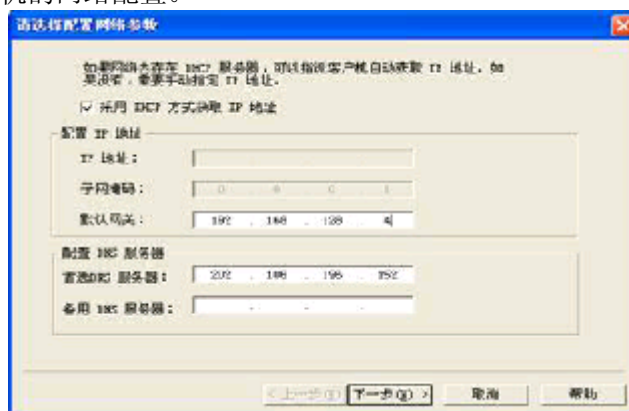 机的网络配置。
请选择配置网络参数
如果网络内存在 DHCP 服务器，可以指派客户机自动获取 IP 地址。如
果没有，需要手动指定 IP 地址。
采用 DHCP 方式获取 IP 地址
配置 IP 地址
IP 地址：
子网掩码： 0 . 0 . 0 .
默认网关： 192 . 168 . 128 .
配置 DNS 服务器
首选DNS 服务器： 202 . 106 . 196 .
备用 DNS 服务器：
< 上一步(B) 下一步(N) > 取消 帮助